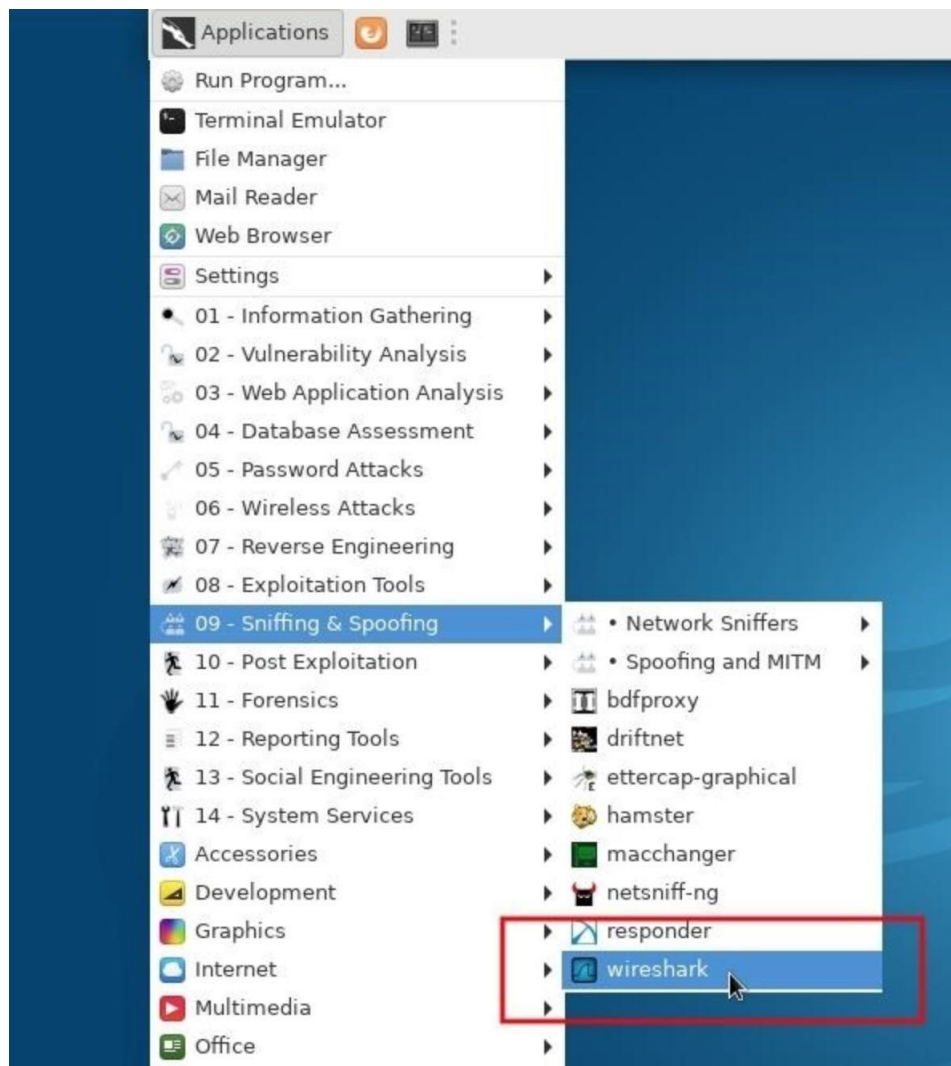 Applications
Run Program...
Terminal Emulator
File Manager
Mail Reader
Web Browser
Settings
01 - Information Gathering
02 - Vulnerability Analysis
03 - Web Application Analysis
04 - Database Assessment
05 - Password Attacks
06 - Wireless Attacks
07 - Reverse Engineering
08 - Exploitation Tools
09 - Sniffing & Spoofing
10 - Post Exploitation
11 - Forensics
12 - Reporting Tools
13 - Social Engineering Tools
14 - System Services
Accessories
Development
Graphics
Internet
Multimedia
Office
• Network Sniffers
• Spoofing and MITM
bdfproxy
driftnet
ettercap-graphical
hamster
macchanger
netsniff-ng
responder
wireshark